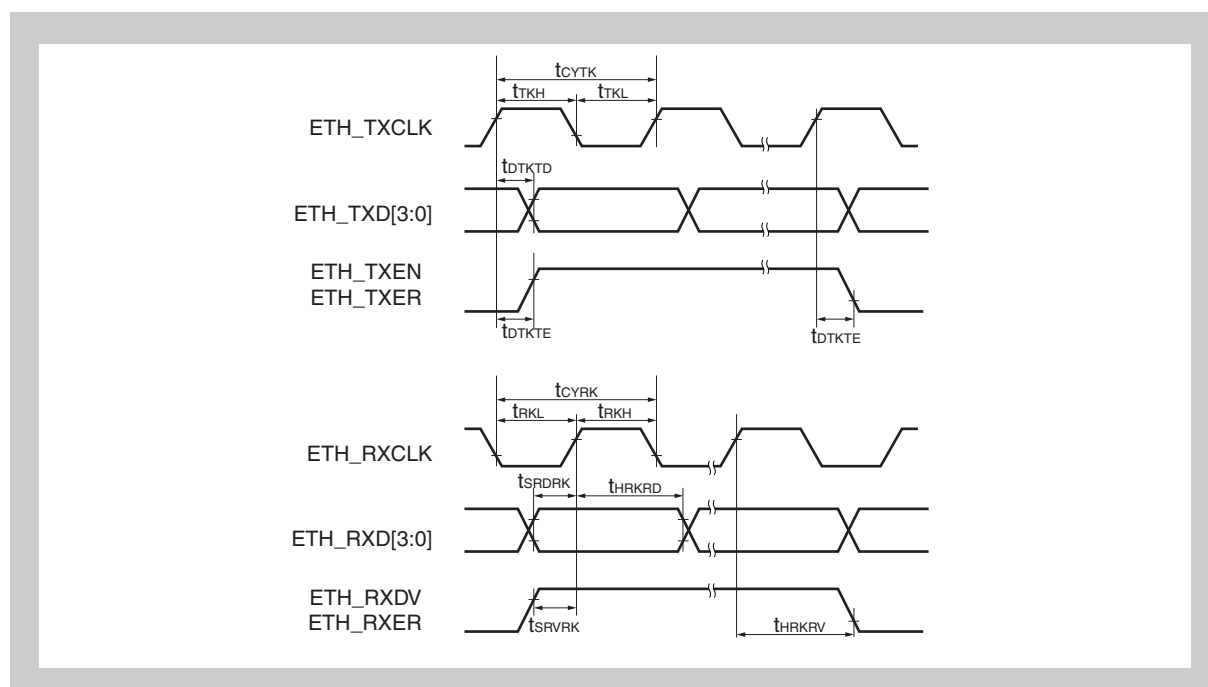 tCYTK
tTKH tTKL
ETH_TXCLK
tDTKTD
ETH_TXD[3:0]
ETH_TXEN
ETH_TXER
tDTKTE tDTKTE
tCYRK
tRKL tRKH
ETH_RXCLK
tSRDRK tHRKRD
ETH_RXD[3:0]
ETH_RXDV
ETH_RXER
tSRVRK tHRKRV